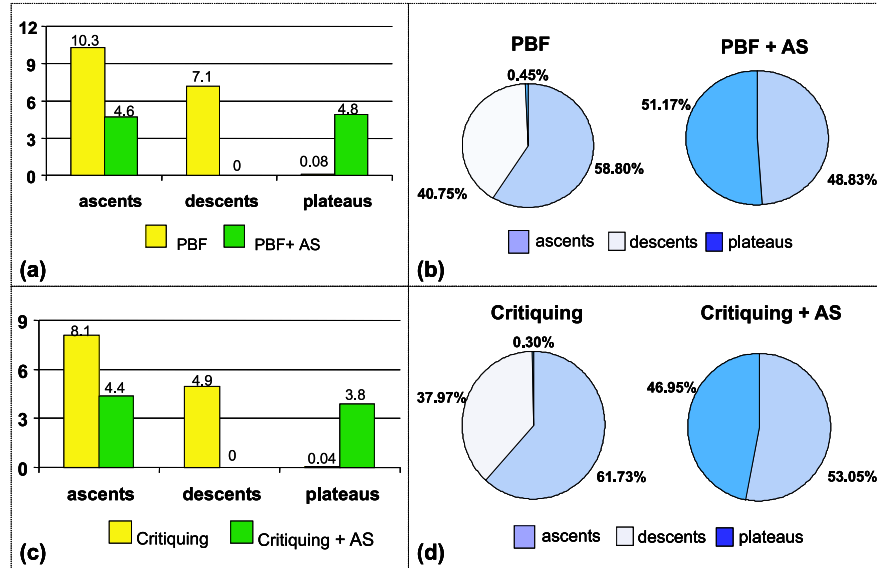 12
10.3
9
7.1
6
4.6
4.8
3
0.08
0
0
ascents descents plateaus
PBF PBF+ AS
(a)
PBF PBF + AS
0.45%
51.17%
58.80%
48.83%
40.75%
ascents descents plateaus
(b)
9
8.1
6
4.9
4.4
3.8
3
0
0.04
0
ascents descents plateaus
Critiquing Critiquing + AS
(c)
Critiquing Critiquing + AS
0.30%
37.97%
46.95%
61.73%
53.05%
ascents descents plateaus
(d)